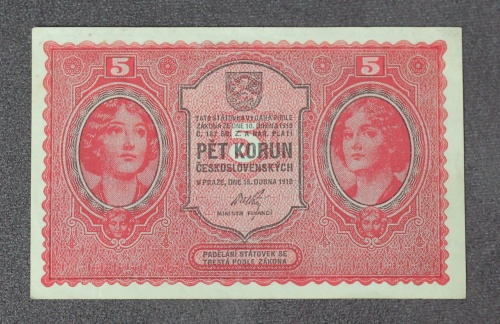 5 5
TATO STÁTOVKA VYDÁNA PODLE
ZÁKONA ZE DNE 10. DUBNA 1919
Č. 187 SB. Z. A NAŘ. PLATÍ
PĚT KORUN
ČESKOSLOVENSKÝCH
V PRAZE, DNE 15. DUBNA 1919
MINISTR FINANCÍ
PADĚLÁNÍ STÁTOVEK SE
TRESTÁ PODLE ZÁKONA